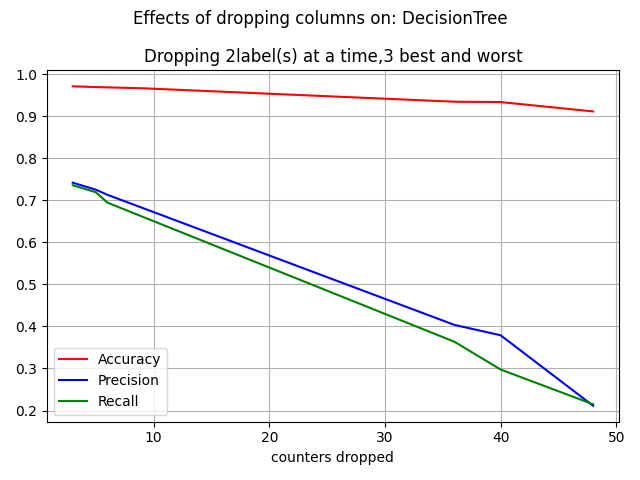 Effects of dropping columns on: DecisionTree
Dropping 2label(s) at a time,3 best and worst
1.0
0.9
0.8
0.7
0.6
0.5
0.4
0.3
0.2
Accuracy
Precision
Recall
10
20
30
40
50
counters dropped